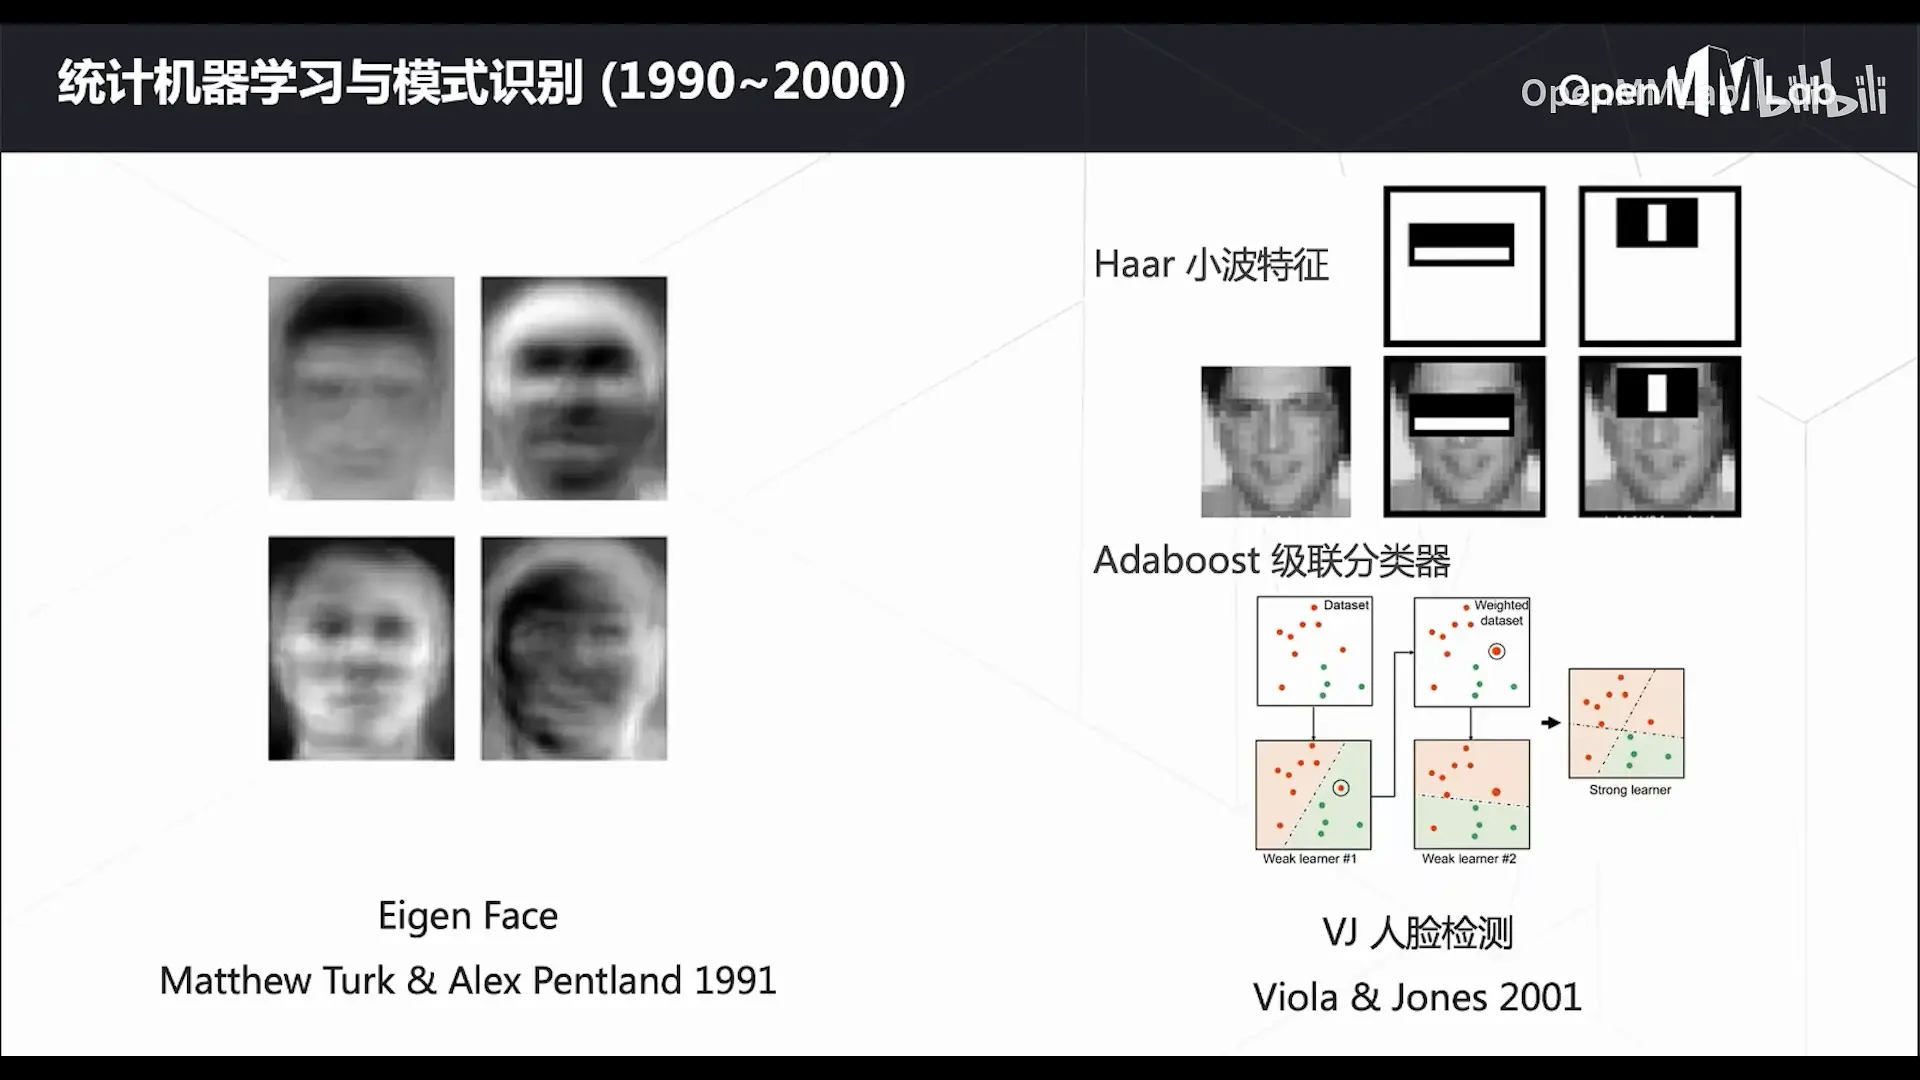 统计机器学习与模式识别 (1990~2000)
OpenMMLab
OpenMMLab bilibili
Haar 小波特征
Adaboost 级联分类器
Dataset
Weighted
dataset
Strong learner
Weak learner #1
Weak learner #2
Eigen Face
Matthew Turk & Alex Pentland 1991
VJ 人脸检测
Viola & Jones 2001